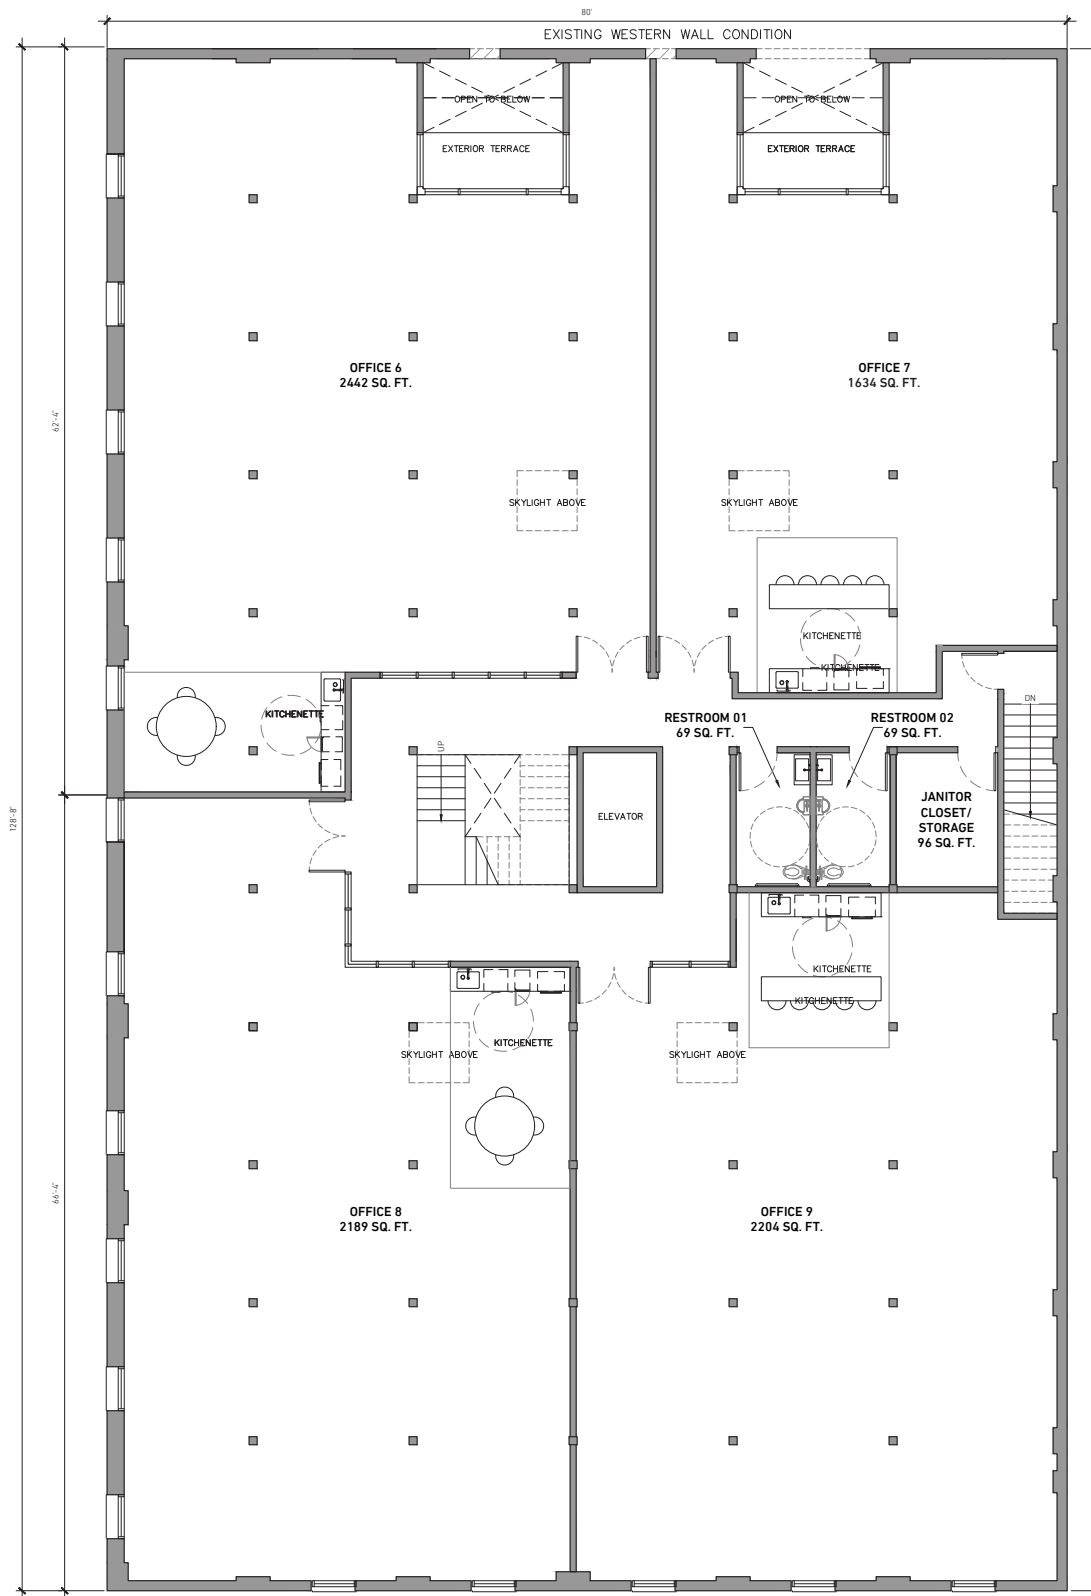 80'
EXISTING WESTERN WALL CONDITION
OPEN TO BELOW
OPEN TO BELOW
EXTERIOR TERRACE
EXTERIOR TERRACE
OFFICE 6
2442 SQ. FT.
OFFICE 7
1634 SQ. FT.
62'-4"
SKYLIGHT ABOVE
SKYLIGHT ABOVE
KITCHENETTE
KITCHENETTE
KITCHENETTE
RESTROOM 01
69 SQ. FT.
RESTROOM 02
69 SQ. FT.
DN
UP
ELEVATOR
JANITOR
CLOSET/
STORAGE
96 SQ. FT.
128'-8"
KITCHENETTE
KITCHENETTE
KITCHENETTE
SKYLIGHT ABOVE
SKYLIGHT ABOVE
66'-4"
OFFICE 8
2189 SQ. FT.
OFFICE 9
2204 SQ. FT.